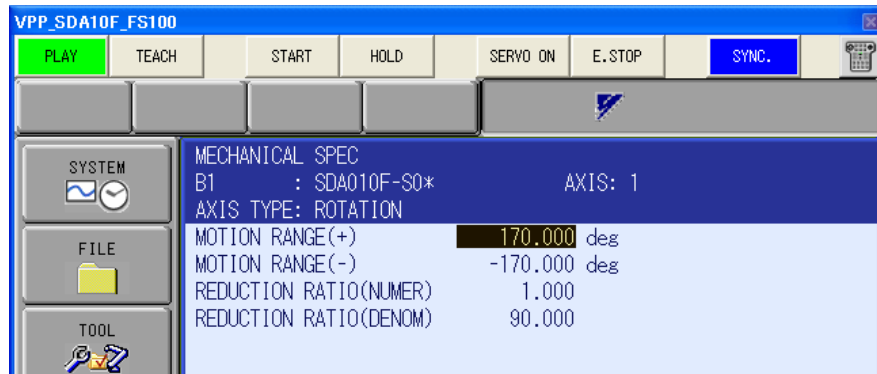 VPP_SDA10F_FS100
PLAY TEACH START HOLD SERVO ON E.STOP SYNC.
SYSTEM
FILE
TOOL
MECHANICAL SPEC
B1 : SDA010F-S0* AXIS: 1
AXIS TYPE: ROTATION
MOTION RANGE(+) 170.000 deg
MOTION RANGE(-) -170.000 deg
REDUCTION RATIO(NUMER) 1.000
REDUCTION RATIO(DENOM) 90.000